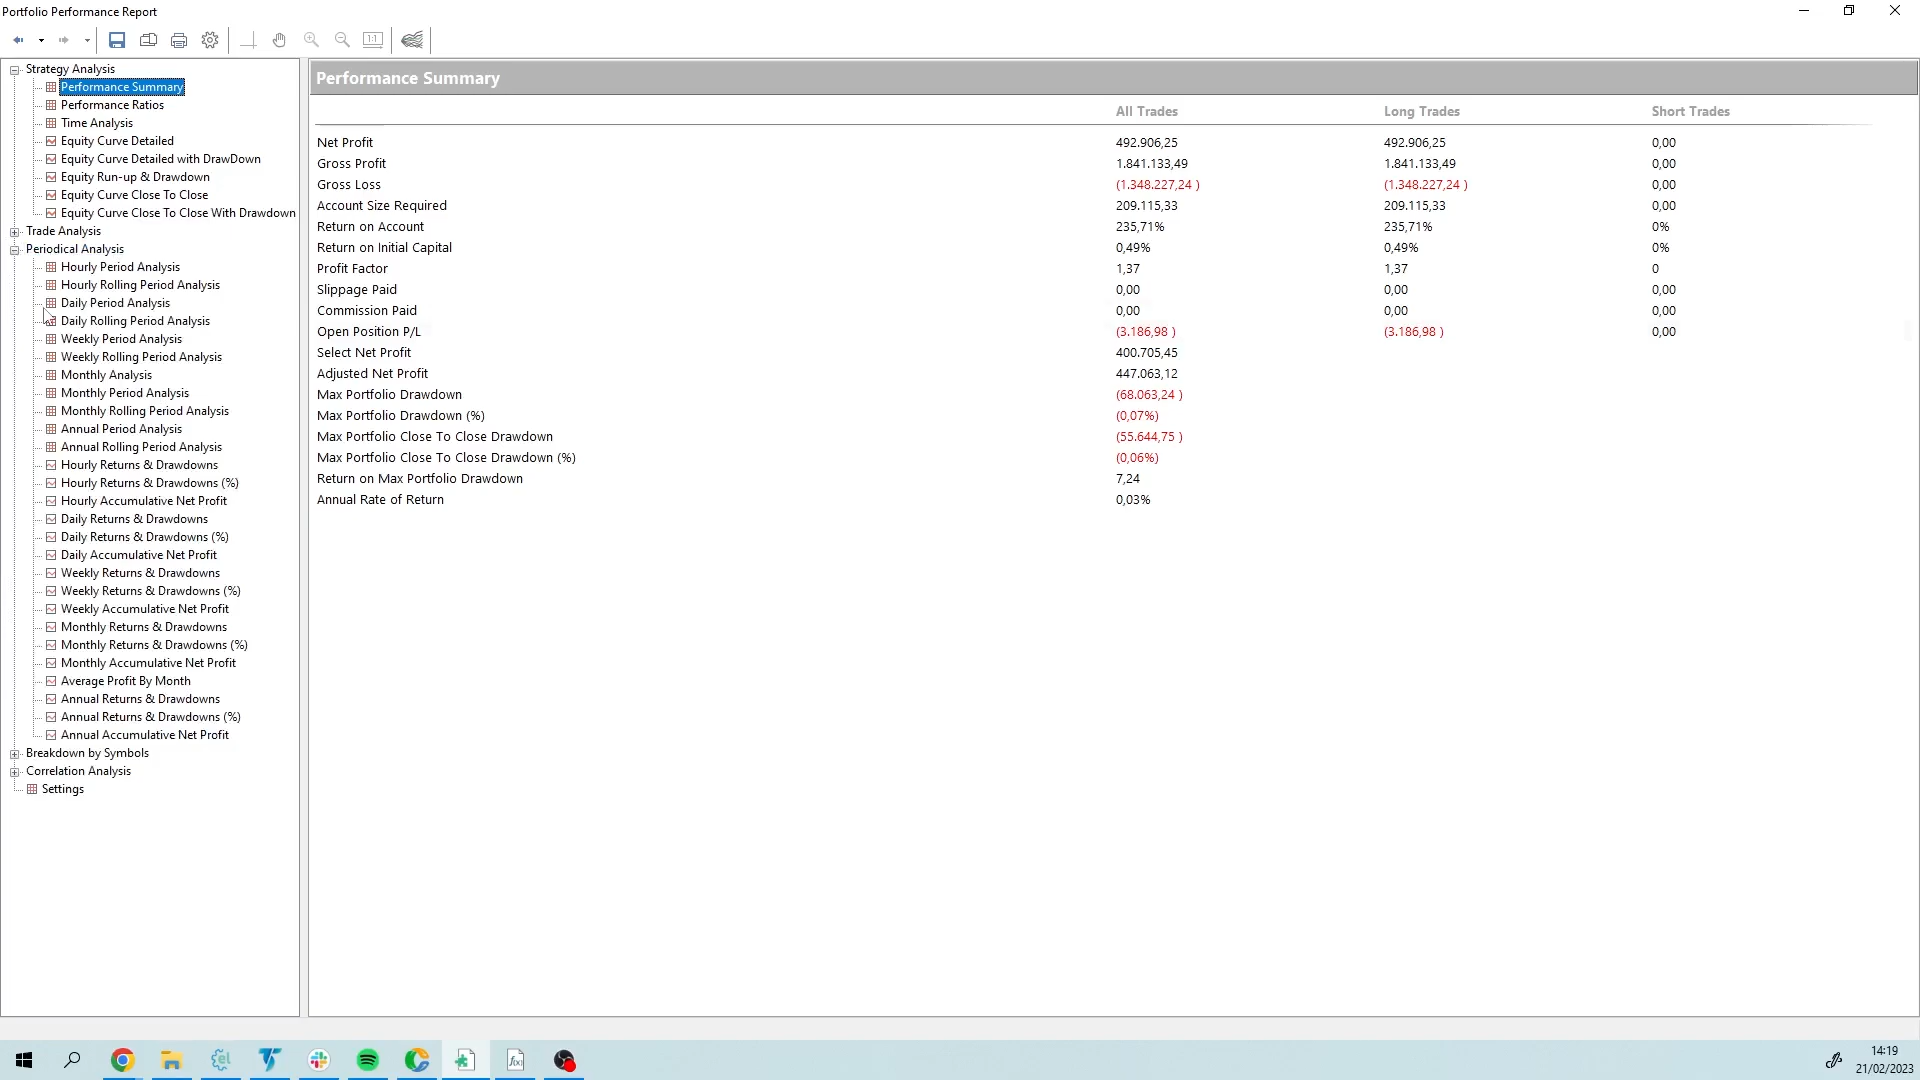 Portfolio Performance Report
1:1
Strategy Analysis
Performance Summary
Performance Ratios
Time Analysis
Equity Curve Detailed
Equity Curve Detailed with DrawDown
Equity Run-up & Drawdown
Equity Curve Close To Close
Equity Curve Close To Close With Drawdown
Trade Analysis
Periodical Analysis
Hourly Period Analysis
Hourly Rolling Period Analysis
Daily Period Analysis
Daily Rolling Period Analysis
Weekly Period Analysis
Weekly Rolling Period Analysis
Monthly Analysis
Monthly Period Analysis
Monthly Rolling Period Analysis
Annual Period Analysis
Annual Rolling Period Analysis
Hourly Returns & Drawdowns
Hourly Returns & Drawdowns (%)
Hourly Accumulative Net Profit
Daily Returns & Drawdowns
Daily Returns & Drawdowns (%)
Daily Accumulative Net Profit
Weekly Returns & Drawdowns
Weekly Returns & Drawdowns (%)
Weekly Accumulative Net Profit
Monthly Returns & Drawdowns
Monthly Returns & Drawdowns (%)
Monthly Accumulative Net Profit
Average Profit By Month
Annual Returns & Drawdowns
Annual Returns & Drawdowns (%)
Annual Accumulative Net Profit
Breakdown by Symbols
Correlation Analysis
Settings
Performance Summary
All Trades Long Trades Short Trades
Net Profit 492.906,25 492.906,25 0,00
Gross Profit 1.841.133,49 1.841.133,49 0,00
Gross Loss (1.348.227,24 ) (1.348.227,24 ) 0,00
Account Size Required 209.115,33 209.115,33 0,00
Return on Account 235,71% 235,71% 0%
Return on Initial Capital 0,49% 0,49% 0%
Profit Factor 1,37 1,37 0
Slippage Paid 0,00 0,00 0,00
Commission Paid 0,00 0,00 0,00
Open Position P/L (3.186,98 ) (3.186,98 ) 0,00
Select Net Profit 400.705,45
Adjusted Net Profit 447.063,12
Max Portfolio Drawdown (68.063,24 )
Max Portfolio Drawdown (%) (0,07%)
Max Portfolio Close To Close Drawdown (55.644,75 )
Max Portfolio Close To Close Drawdown (%) (0,06%)
Return on Max Portfolio Drawdown 7,24
Annual Rate of Return 0,03%
el
f(x)
14:19
21/02/2023